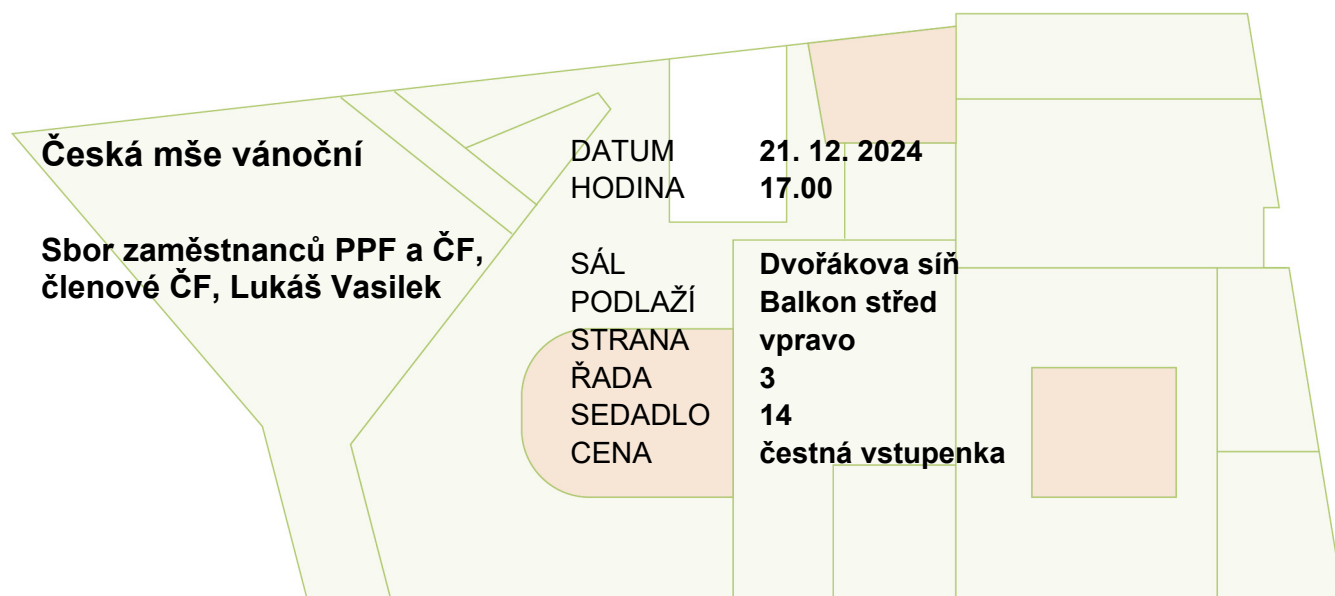 Česká mše vánoční
Sbor zaměstnanců PPF a ČF,
členové ČF, Lukáš Vasilek
DATUM 21. 12. 2024
HODINA 17.00
SÁL Dvořákova síň
PODLAŽÍ Balkon střed
STRANA vpravo
ŘADA 3
SEDADLO 14
CENA čestná vstupenka